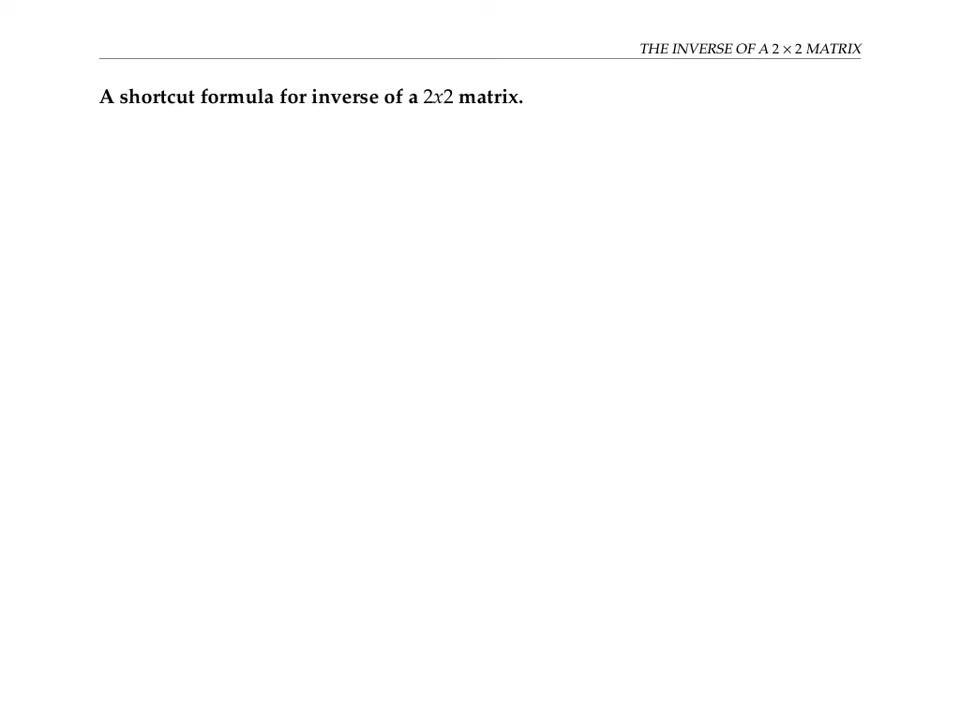 THE INVERSE OF A 2 × 2 MATRIX
A shortcut formula for inverse of a 2x2 matrix.